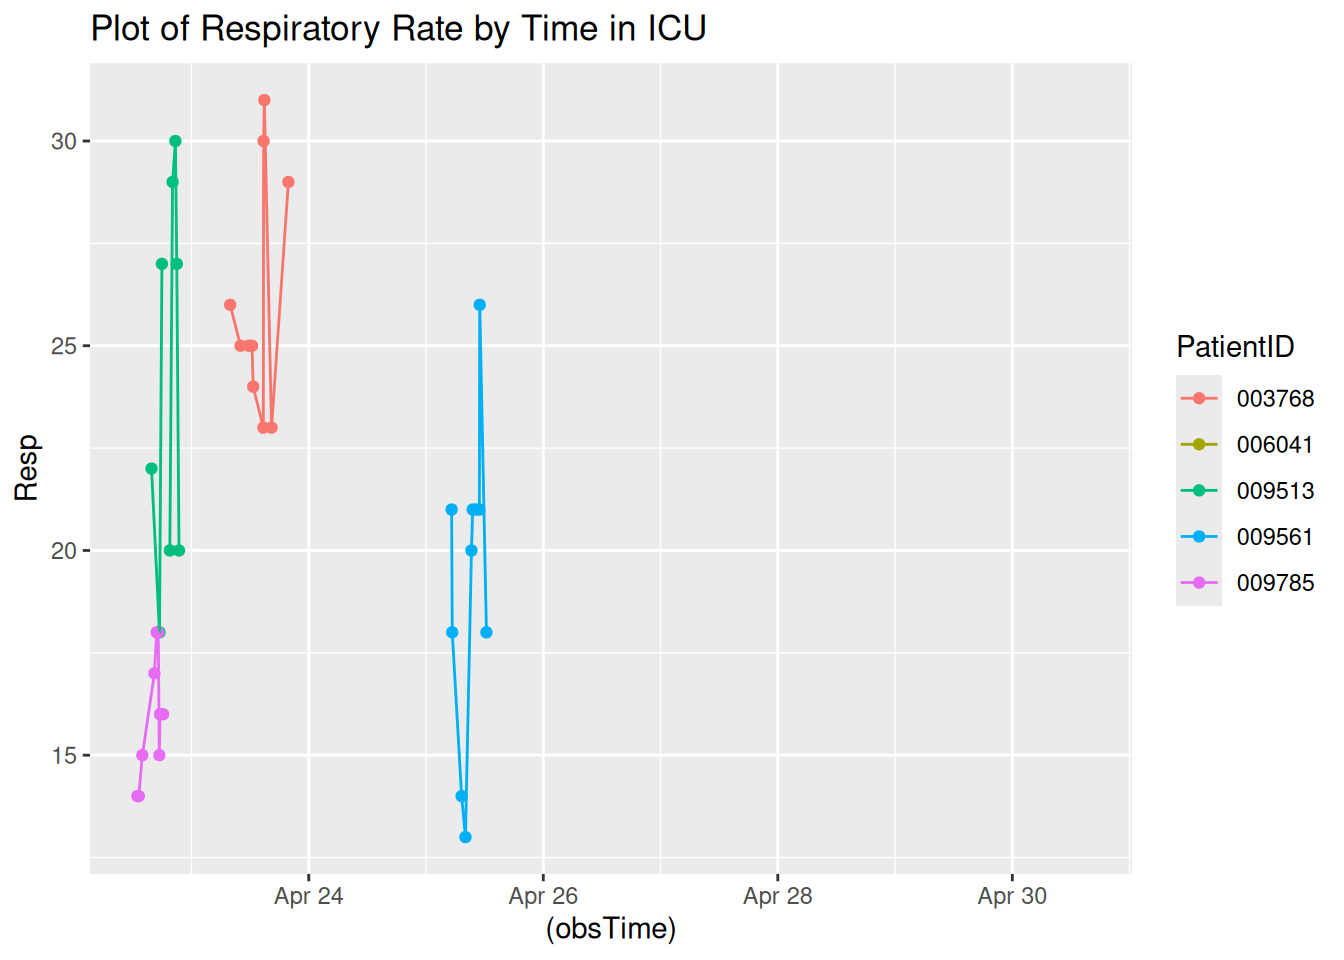 Plot of Respiratory Rate by Time in ICU
30
25
20
15
Resp
Apr 24
Apr 26
Apr 28
Apr 30
(obsTime)
PatientID
003768
006041
009513
009561
009785